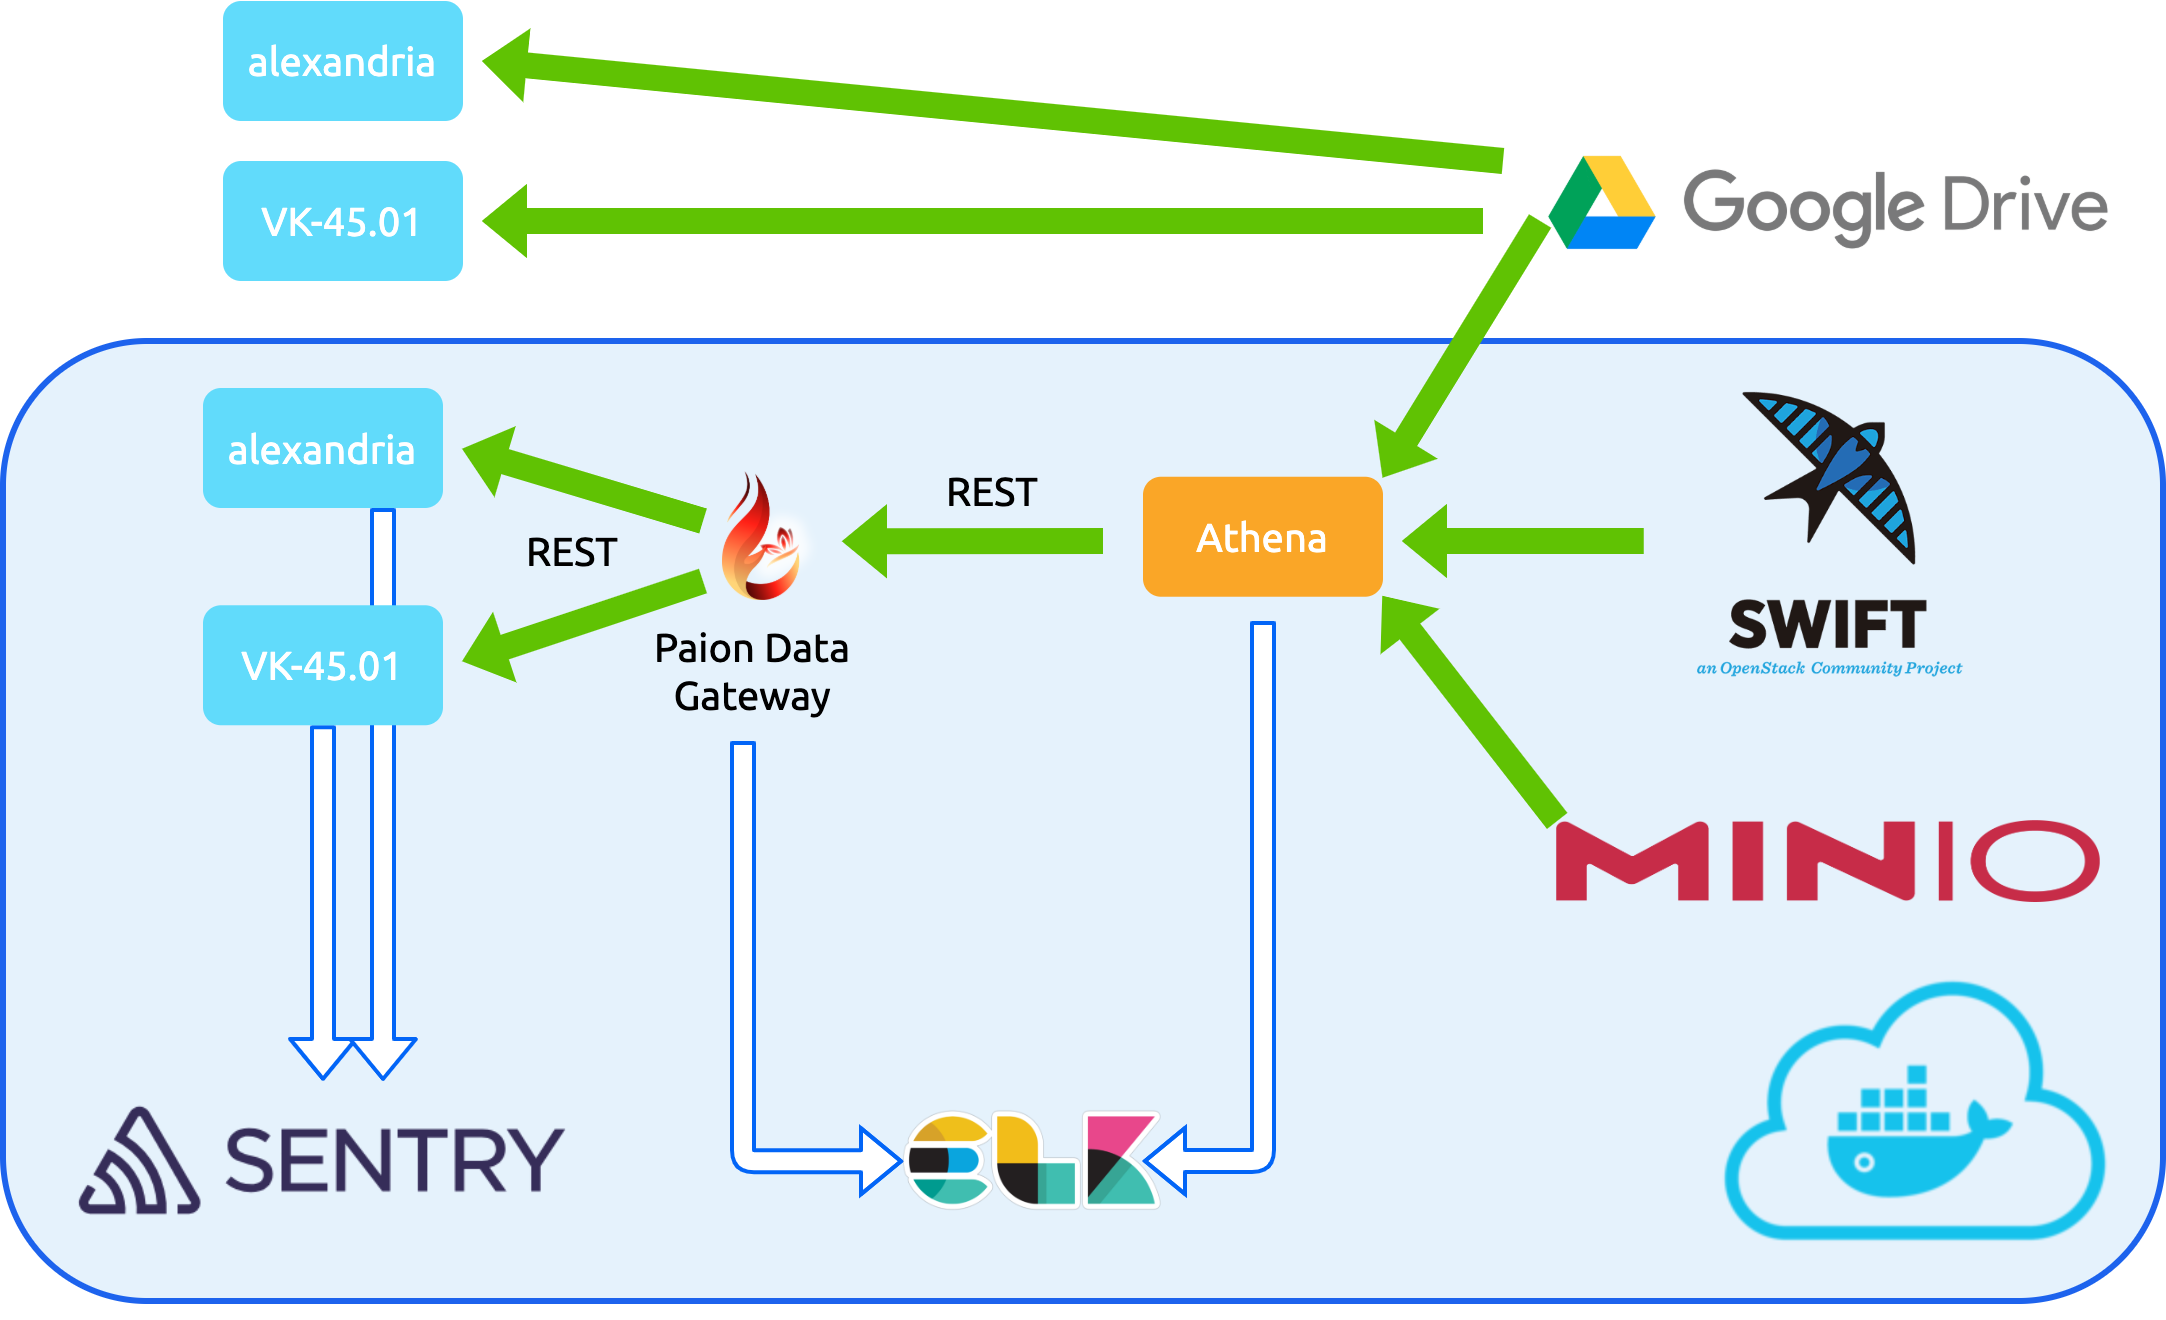 alexandria
VK-45.01
Google Drive
alexandria
REST
REST
Athena
VK-45.01
Paion Data
Gateway
SWIFT
an OpenStack Community Project
MINIO
SENTRY
ELK